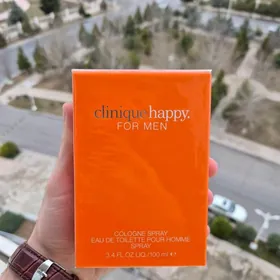 clinique happy.
FOR MEN
COLOGNE SPRAY
EAU DE TOILETTE POUR HOMME
SPRAY
3.4 FL.OZ.LIQ./100 ml ℮